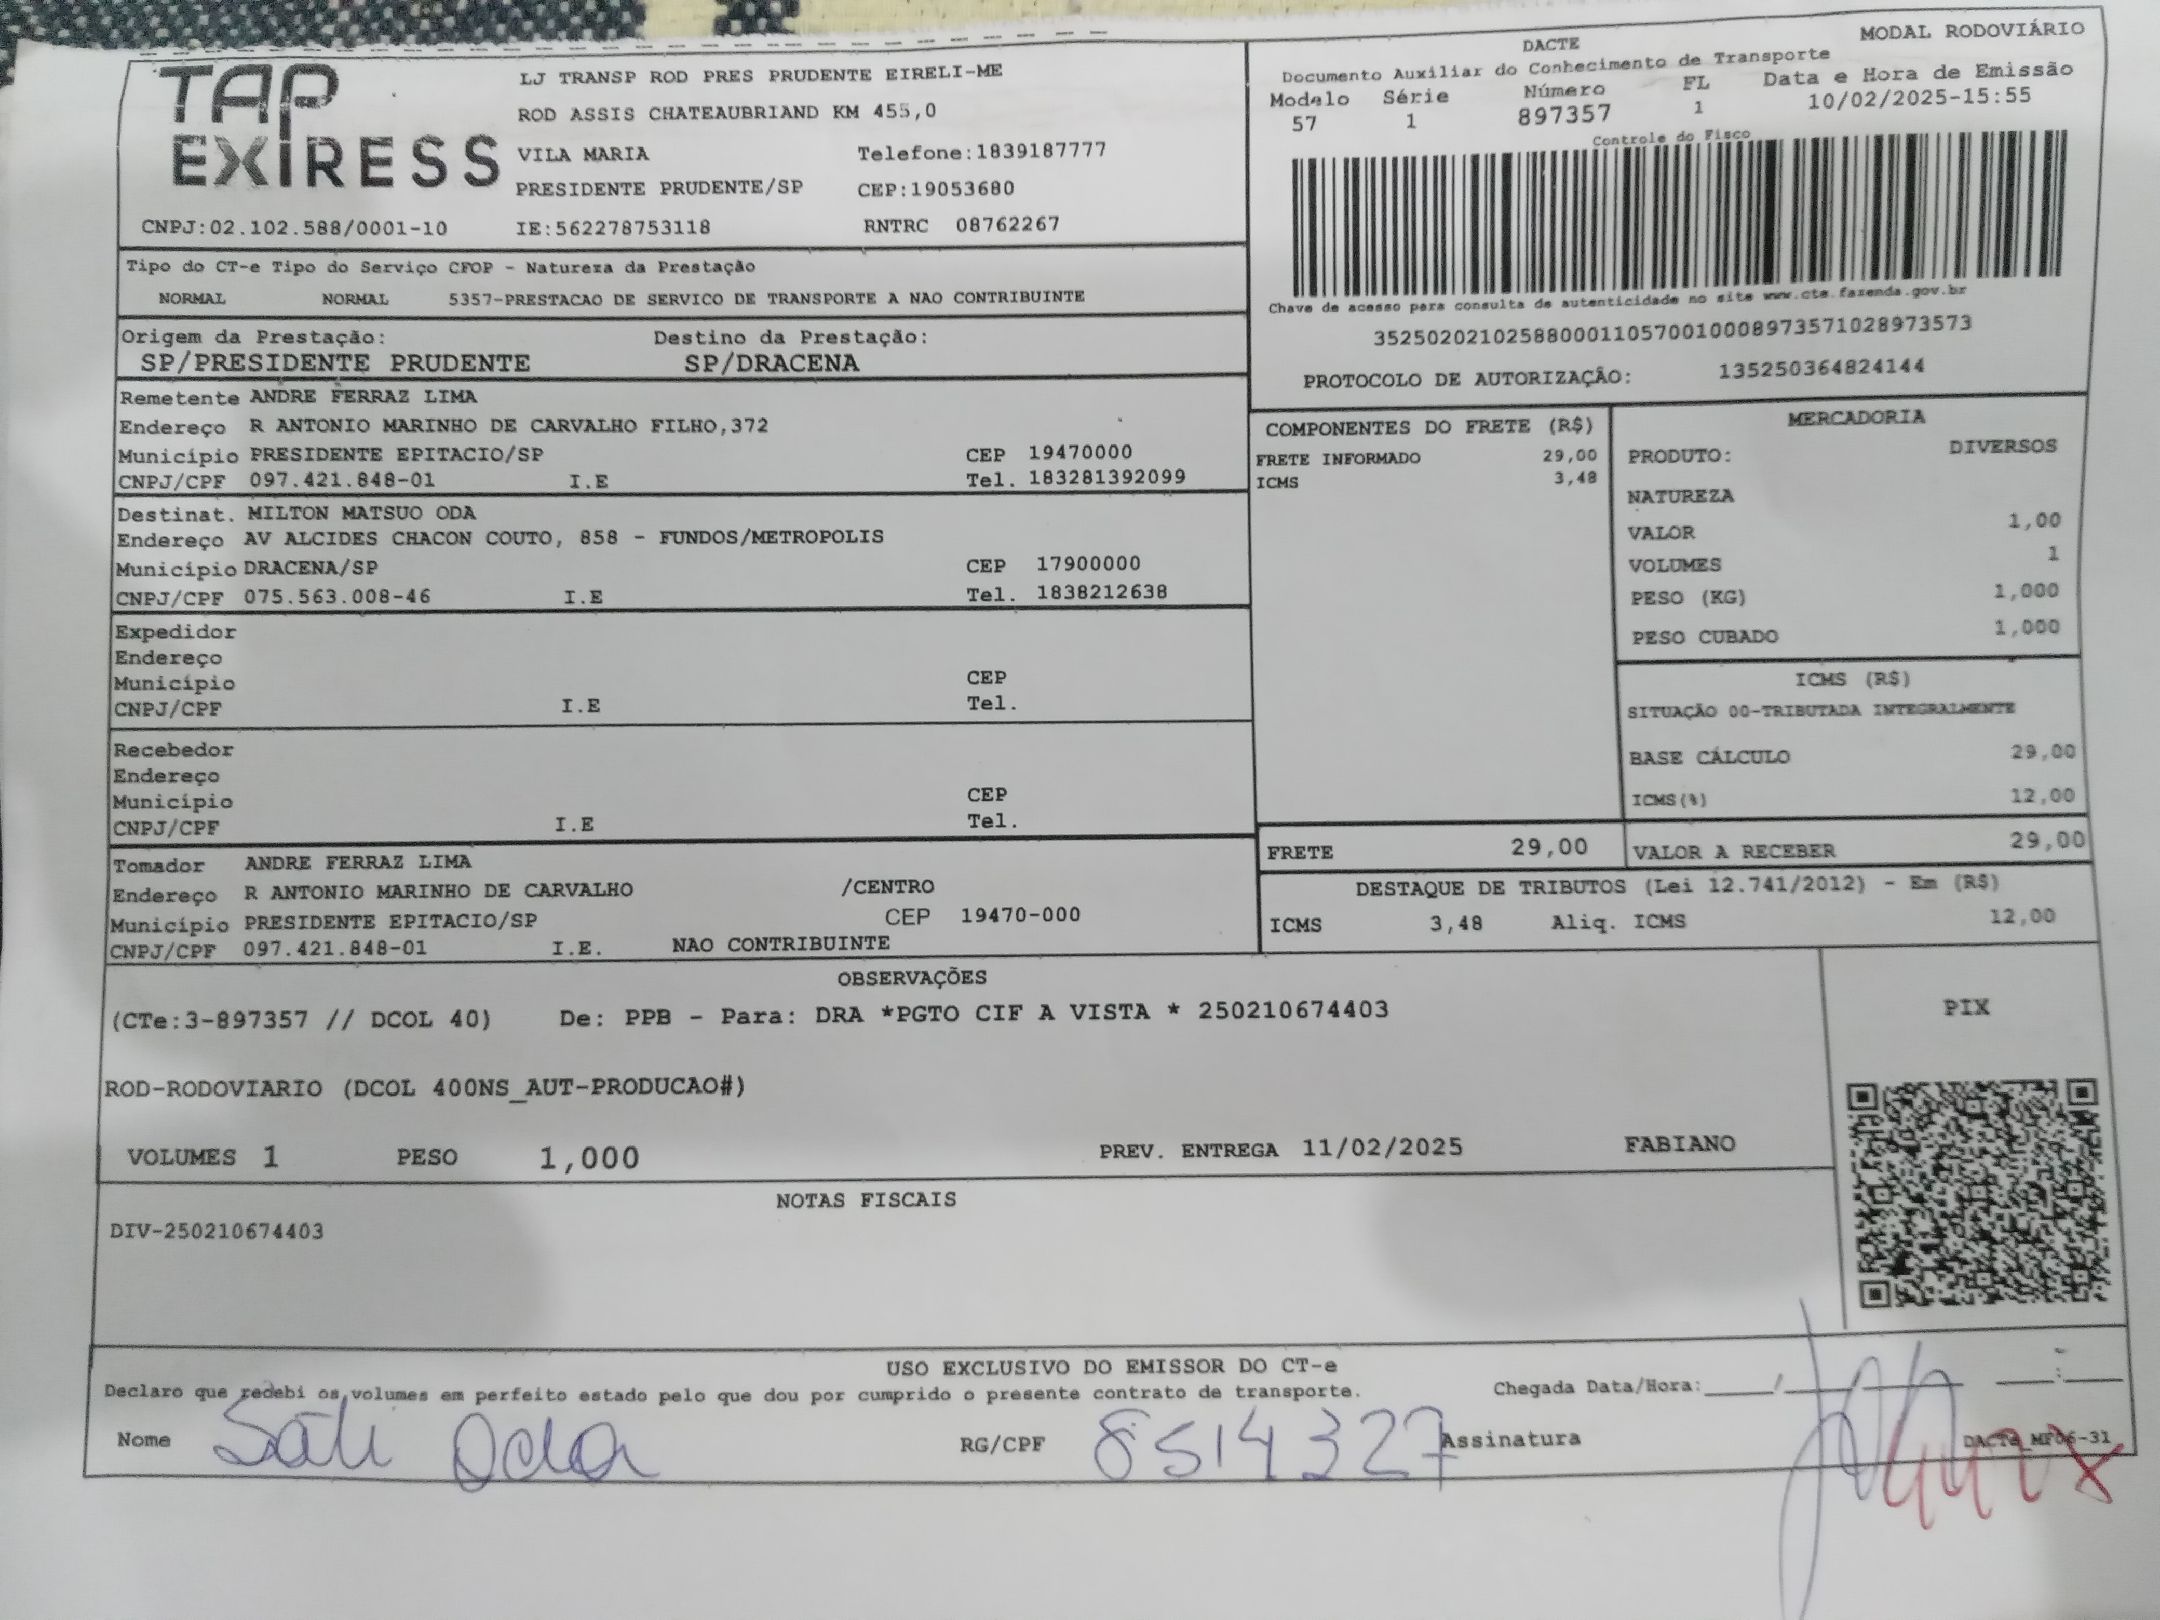 TAP
EXPRESS
LJ TRANSP ROD PRES PRUDENTE EIRELI-ME
ROD ASSIS CHATEAUBRIAND KM 455,0
VILA MARIA Telefone:1839187777
PRESIDENTE PRUDENTE/SP CEP:19053680
CNPJ:02.102.588/0001-10 IE:562278753118 RNTRC 08762267
MODAL RODOVIÁRIO
DACTE
Documento Auxiliar do Conhecimento de Transporte
Modelo Série Número FL Data e Hora de Emissão
57 1 897357 1 10/02/2025-15:55
Controle do Fisco
Chave de acesso para consulta de autenticidade no site www.cte.fazenda.gov.br
35250202102588000110570010008973571028973573
PROTOCOLO DE AUTORIZAÇÃO: 135250364824144
Tipo do CT-e Tipo do Serviço CFOP - Natureza da Prestação
NORMAL NORMAL 5357-PRESTACAO DE SERVICO DE TRANSPORTE A NAO CONTRIBUINTE
Origem da Prestação: Destino da Prestação:
SP/PRESIDENTE PRUDENTE SP/DRACENA
Remetente ANDRE FERRAZ LIMA
Endereço R ANTONIO MARINHO DE CARVALHO FILHO,372
Município PRESIDENTE EPITACIO/SP CEP 19470000
CNPJ/CPF 097.421.848-01 I.E Tel. 183281392099
Destinat. MILTON MATSUO ODA
Endereço AV ALCIDES CHACON COUTO, 858 - FUNDOS/METROPOLIS
Município DRACENA/SP CEP 17900000
CNPJ/CPF 075.563.008-46 I.E Tel. 1838212638
Expedidor
Endereço
Município CEP
CNPJ/CPF I.E Tel.
Recebedor
Endereço
Município CEP
CNPJ/CPF I.E Tel.
Tomador ANDRE FERRAZ LIMA
Endereço R ANTONIO MARINHO DE CARVALHO /CENTRO
Município PRESIDENTE EPITACIO/SP CEP 19470-000
CNPJ/CPF 097.421.848-01 I.E. NAO CONTRIBUINTE
COMPONENTES DO FRETE (R$)
FRETE INFORMADO 29,00
ICMS 3,48
MERCADORIA
PRODUTO: DIVERSOS
NATUREZA
VALOR 1,00
VOLUMES 1
PESO (KG) 1,000
PESO CUBADO 1,000
ICMS (R$)
SITUAÇÃO 00-TRIBUTADA INTEGRALMENTE
BASE CÁLCULO 29,00
ICMS(%) 12,00
FRETE 29,00 VALOR A RECEBER 29,00
DESTAQUE DE TRIBUTOS (Lei 12.741/2012) - Em (R$)
ICMS 3,48 Aliq. ICMS 12,00
OBSERVAÇÕES
(CTe:3-897357 // DCOL 40) De: PPB - Para: DRA *PGTO CIF A VISTA * 250210674403
ROD-RODOVIARIO (DCOL 400NS_AUT-PRODUCAO#)
VOLUMES 1 PESO 1,000 PREV. ENTREGA 11/02/2025 FABIANO
PIX
NOTAS FISCAIS
DIV-250210674403
USO EXCLUSIVO DO EMISSOR DO CT-e
Declaro que redebi os volumes em perfeito estado pelo que dou por cumprido o presente contrato de transporte. Chegada Data/Hora:____/____ ____ ____:____
Nome Sati Oda RG/CPF 8514327 Assinatura
DACTe_MF06-31